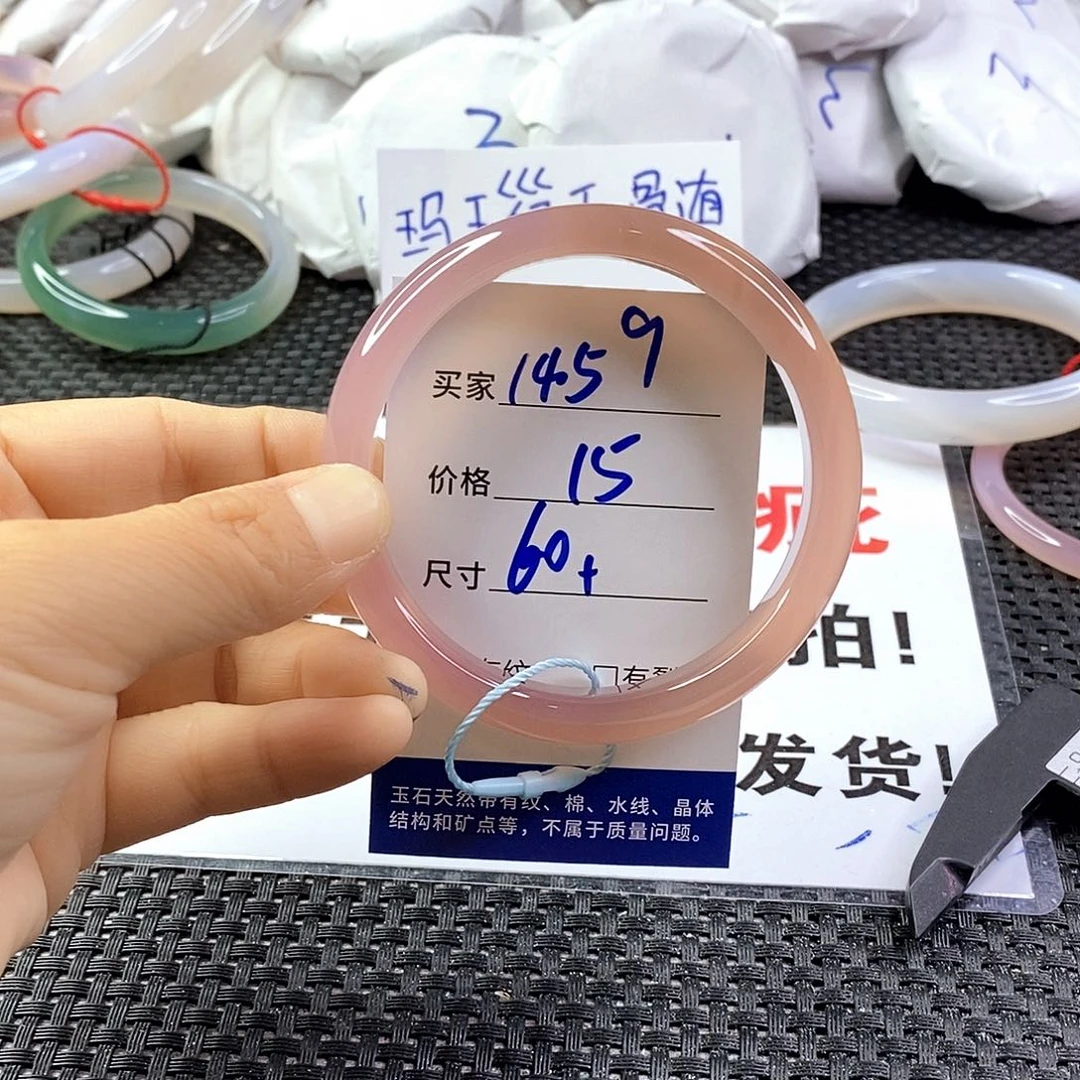 玛瑙
买家 1459
价格 15
尺寸 60+
玉石天然带有纹、棉、水线、晶体
结构和矿点等，不属于质量问题。
拍！
发货！